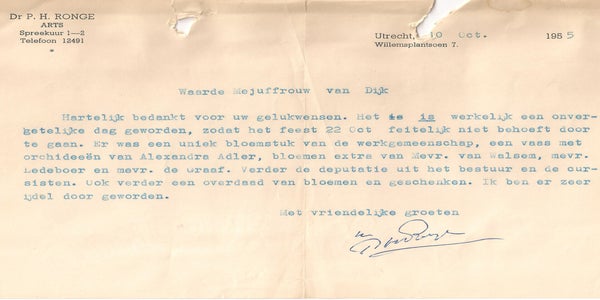 Dr P. H. RONGE
ARTS
Spreekuur 1—2
Telefoon 12491
Utrecht, 10 Oct. 1955
Willemsplantsoen 7.
Waarde Mejuffrouw van Dijk
Hartelijk bedankt voor uw gelukwensen. Het is is werkelijk een onver-
getelijke dag geworden, zodat het feest 22 Oct feitelijk niet behoeft door
te gaan. Er was een uniek bloemstuk van de werkgemeenschap, een vaas met
orchideeën van Alexandra Adler, bloemen extra van Mevr. van Walsem, mevr.
Ledeboer en mevr. de Graaf. Verder de deputatie uit het bestuur en de cur-
sisten. Ook verder een overdaad van bloemen en geschenken. Ik ben er zeer
ijdel door geworden.
Met vriendelijke groeten